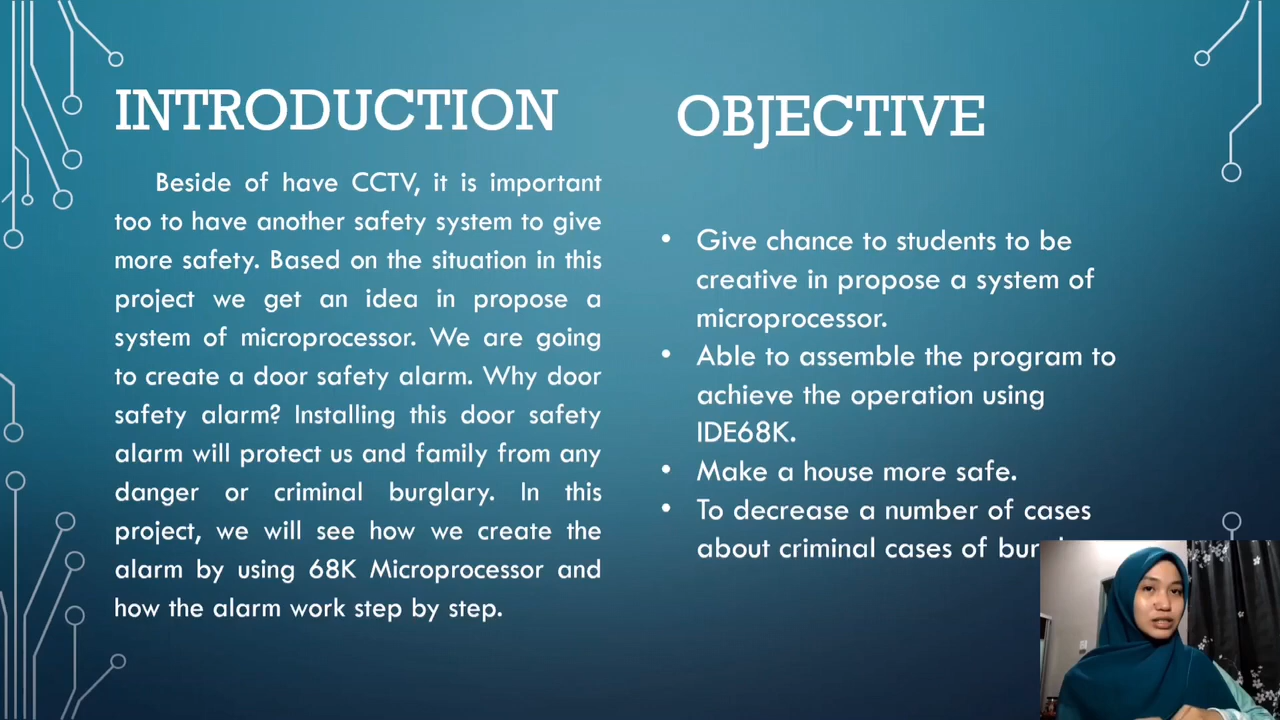 INTRODUCTION
Beside of have CCTV, it is important
too to have another safety system to give
more safety. Based on the situation in this
project we get an idea in propose a
system of microprocessor. We are going
to create a door safety alarm. Why door
safety alarm? Installing this door safety
alarm will protect us and family from any
danger or criminal burglary. In this
project, we will see how we create the
alarm by using 68K Microprocessor and
how the alarm work step by step.
OBJECTIVE
• Give chance to students to be
creative in propose a system of
microprocessor.
• Able to assemble the program to
achieve the operation using
IDE68K.
• Make a house more safe.
• To decrease a number of cases
about criminal cases of